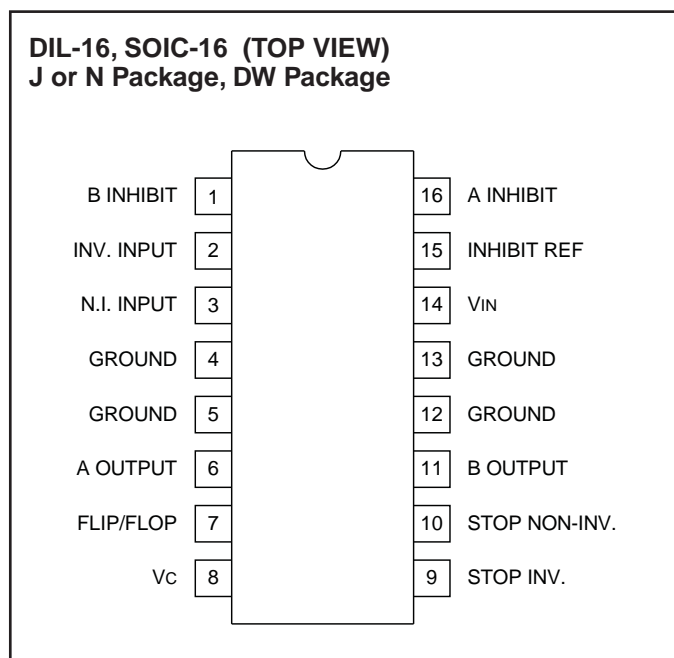 DIL-16, SOIC-16 (TOP VIEW)
J or N Package, DW Package
B INHIBIT 1 16 A INHIBIT
INV. INPUT 2 15 INHIBIT REF
N.I. INPUT 3 14 VIN
GROUND 4 13 GROUND
GROUND 5 12 GROUND
A OUTPUT 6 11 B OUTPUT
FLIP/FLOP 7 10 STOP NON-INV.
VC 8 9 STOP INV.